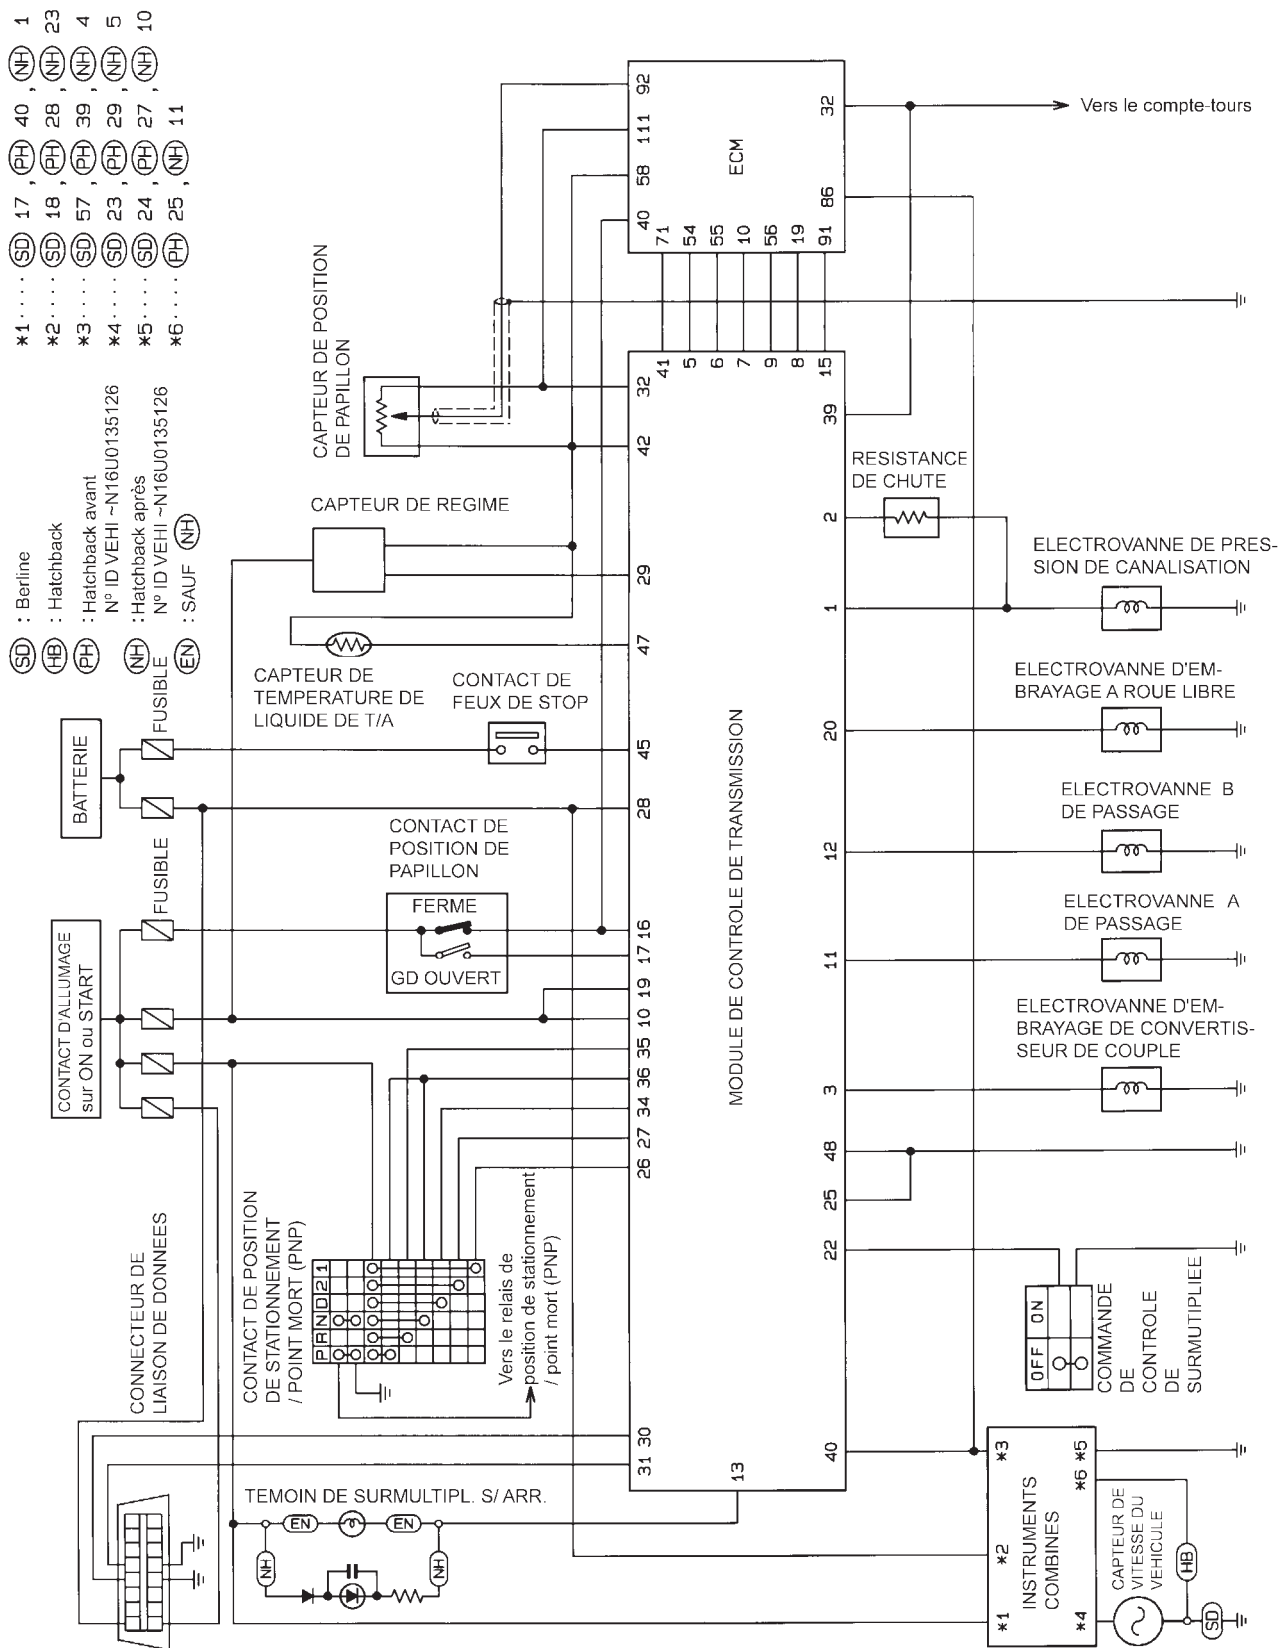 *1····· SD 17 , PH 40 , NH 1
*2····· SD 18 , PH 28 , NH 23
*3····· SD 57 , PH 39 , NH 4
*4····· SD 23 , PH 29 , NH 5
*5····· SD 24 , PH 27 , NH 10
*6····· PH 25 , NH 11
SD : Berline
HB : Hatchback
PH : Hatchback avant
Nº ID VEHI ~N16U0135126
NH : Hatchback après
Nº ID VEHI ~N16U0135126
EN : SAUF NH
BATTERIE
FUSIBLE
CONTACT D'ALLUMAGE
sur ON ou START
FUSIBLE
CONNECTEUR DE
LIAISON DE DONNEES
CAPTEUR DE POSITION
DE PAPILLON
CAPTEUR DE REGIME
CAPTEUR DE
TEMPERATURE DE
LIQUIDE DE T/A
CONTACT DE
FEUX DE STOP
CONTACT DE
POSITION DE
PAPILLON
FERME
GD OUVERT
CONTACT DE POSITION
DE STATIONNEMENT
/ POINT MORT (PNP)
P R N D 2 1
Vers le relais de
position de stationnement
/ point mort (PNP)
TEMOIN DE SURMULTIPL. S/ ARR.
EN
EN
NH
NH
ECM
92
111
58
40
71
54
55
10
56
19
91
32
86
Vers le compte-tours
MODULE DE CONTROLE DE TRANSMISSION
41
5
6
7
9
8
15
32
42
29
47
45
28
16
17
19
10
35
36
34
27
26
30
31
13
39
2
1
20
12
11
3
48
25
22
40
RESISTANCE
DE CHUTE
ELECTROVANNE DE PRES-
SION DE CANALISATION
ELECTROVANNE D'EM-
BRAYAGE A ROUE LIBRE
ELECTROVANNE B
DE PASSAGE
ELECTROVANNE A
DE PASSAGE
ELECTROVANNE D'EM-
BRAYAGE DE CONVERTIS-
SEUR DE COUPLE
OFF ON
COMMANDE
DE
CONTROLE
DE
SURMUTIPLIEE
INSTRUMENTS
COMBINES
*1
*2
*3
*4
*6
*5
CAPTEUR DE
VITESSE DU
VEHICULE
HB
SD